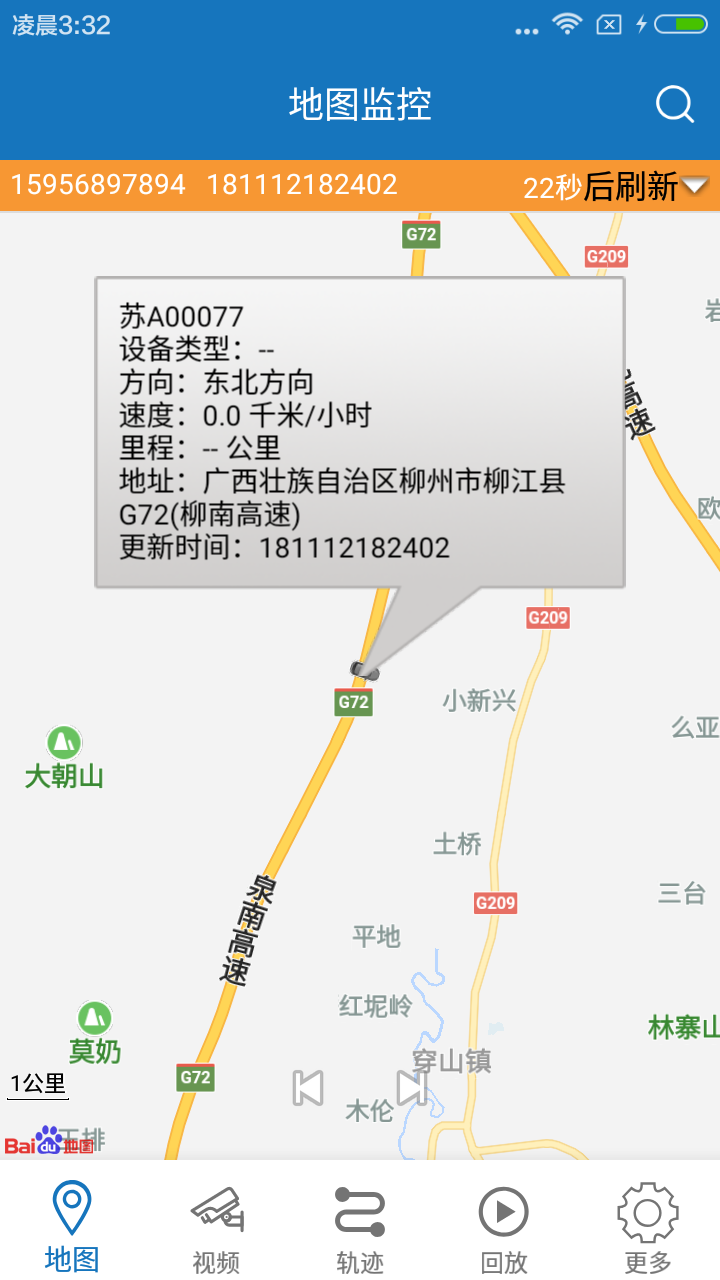 凌晨3:32
地图监控
15956897894 181112182402 22秒后刷新
G72
G209
岩
苏A00077
设备类型：--
方向：东北方向
速度：0.0 千米/小时
里程：-- 公里
地址：广西壮族自治区柳州市柳江县
G72(柳南高速)
更新时间：181112182402
高速
欧
G209
G72
小新兴
么亚
大朝山
土桥
三台
泉南高速
G209
平地
红坭岭
林寨山
莫奶
穿山镇
G72
1公里
木伦
Bai du 地图
排
地图 视频 轨迹 回放 更多